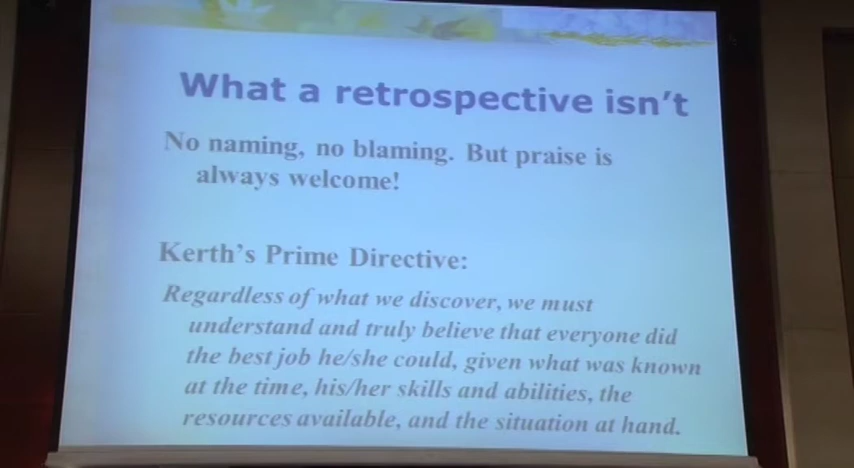 What a retrospective isn't
No naming, no blaming. But praise is
always welcome!
Kerth's Prime Directive:
Regardless of what we discover, we must
understand and truly believe that everyone did
the best job he/she could, given what was known
at the time, his/her skills and abilities, the
resources available, and the situation at hand.